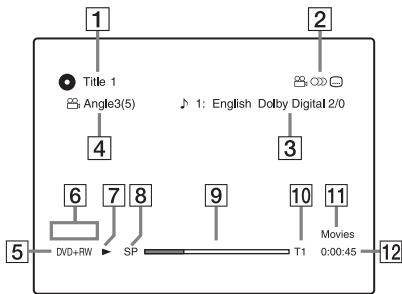 1
2
Title 1
Angle3(5)
♪ 1: English Dolby Digital 2/0
4
3
6
7
8
9
10
11
Movies
5
DVD+RW ► SP
T1
0:00:45
12